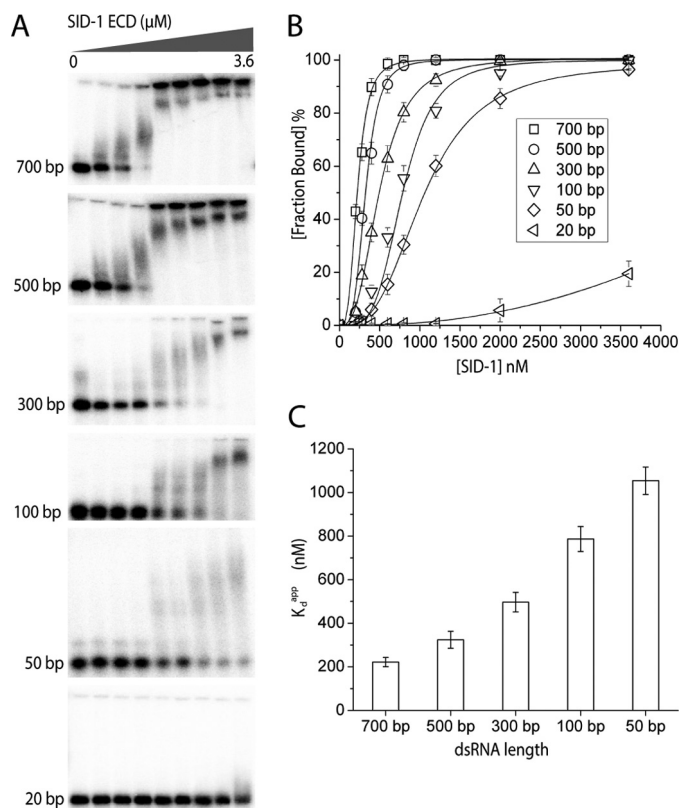 A
SID-1 ECD (µM)
0 3.6
700 bp
500 bp
300 bp
100 bp
50 bp
20 bp
B
[Fraction Bound] %
100
80
60
40
20
0
700 bp
500 bp
300 bp
100 bp
50 bp
20 bp
0 500 1000 1500 2000 2500 3000 3500 4000
[SID-1] nM
C
K_d^app (nM)
1200
1000
800
600
400
200
0
700 bp 500 bp 300 bp 100 bp 50 bp
dsRNA length